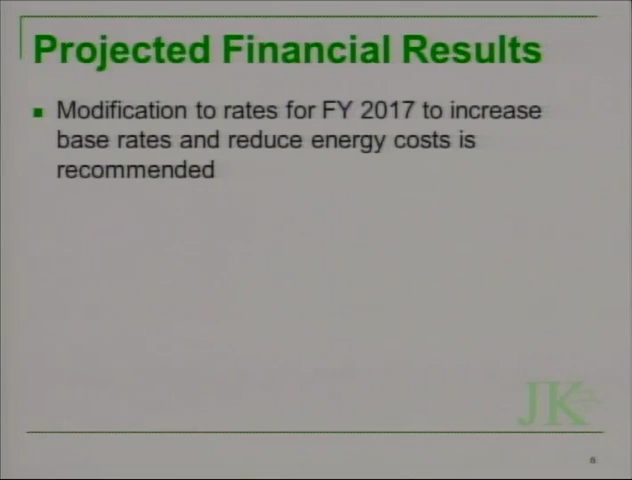 Projected Financial Results
Modification to rates for FY 2017 to increase
base rates and reduce energy costs is
recommended
JK